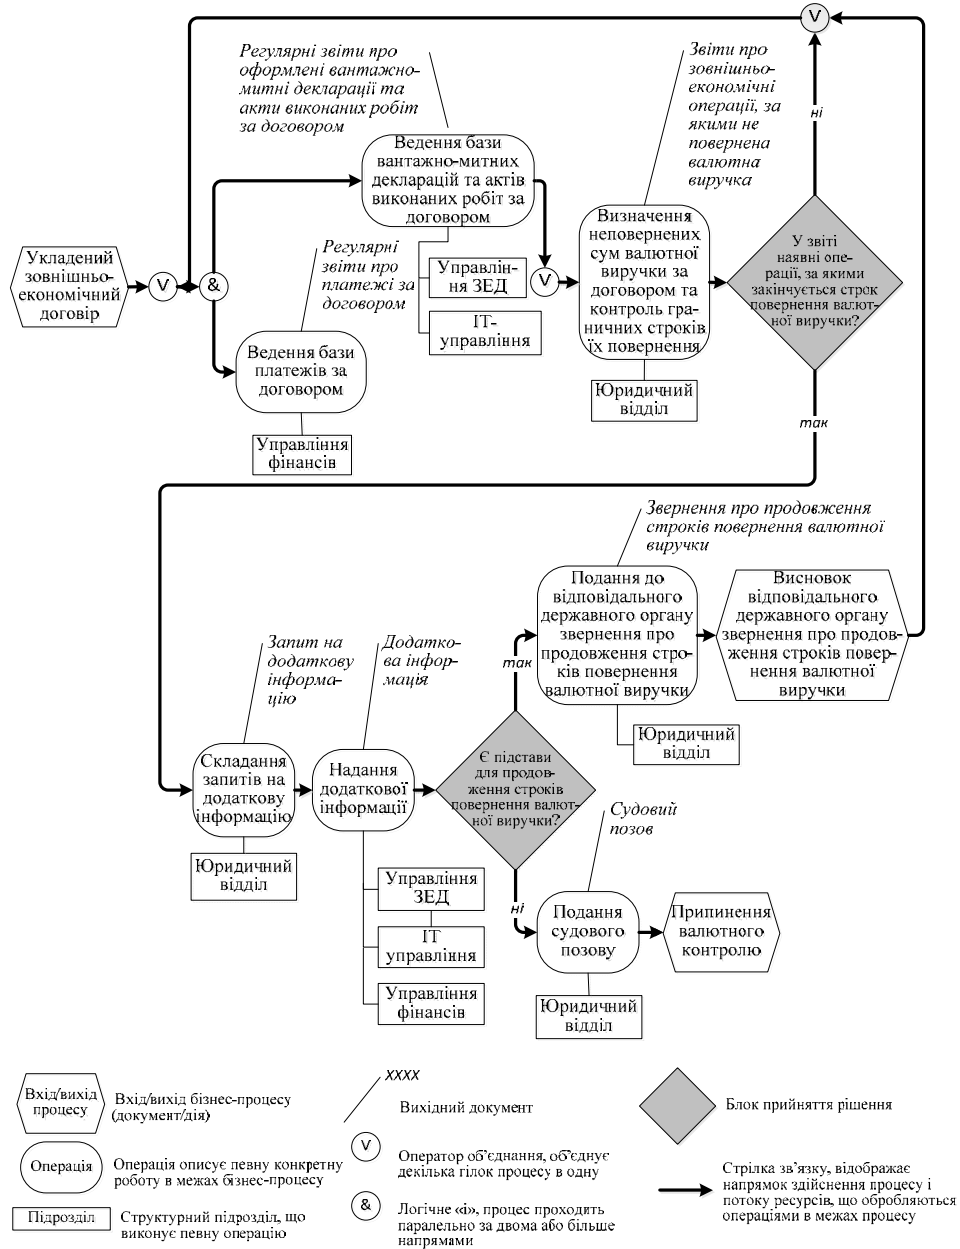 V
Регулярні звіти про
оформлені вантажно-
митні декларації та
акти виконаних робіт
за договором
Звіти про
зовнішньо-
економічні
операції, за
якими не
повернена
валютна
виручка
ні
Ведення бази
вантажно-митних
декларацій та актів
виконаних робіт за
договором
Укладений
зовнішньо-
економічний
договір
V
&
Регулярні
звіти про
платежі за
договором
Управлін-
ня ЗЕД
ІТ-
управління
V
Визначення
неповернених
сум валютної
виручки за
договором та
контроль гра-
ничних строків
їх повернення
У звіті
наявні опе-
рації, за якими
закінчується строк
повернення валют-
ної виручки?
Ведення бази
платежів за
договором
Управління
фінансів
Юридичний
відділ
так
Звернення про продовження
строків повернення валютної
виручки
Подання до
відповідального
державного органу
звернення про
продовження стро-
ків повернення
валютної виручки
Висновок
відповідального
державного органу
звернення про продов-
ження строків повер-
нення валютної
виручки
Запит на
додаткову
інформа-
цію
Додатко-
ва інфор-
мація
так
Юридичний
відділ
Складання
запитів на
додаткову
інформацію
Надання
додаткової
інформації
Є підстави
для продов-
ження строків
повернення валют-
ної виручки?
Судовий
позов
Юридичний
відділ
Управління
ЗЕД
ІТ
управління
Управління
фінансів
ні
Подання
судового
позову
Припинення
валютного
контролю
Юридичний
відділ
Вхід/вихід
процесу
Вхід/вихід бізнес-процесу
(документ/дія)
XXXX
Вихідний документ
Блок прийняття рішення
Операція
Операція описує певну конкретну
роботу в межах бізнес-процесу
V
Оператор об’єднання, об’єднує
декілька гілок процесу в одну
Стрілка зв’язку, відображає
напрямок здійснення процесу і
потоку ресурсів, що обробляються
операціями в межах процесу
Підрозділ
Структурний підрозділ, що
виконує певну операцію
&
Логічне «і», процес проходить
паралельно за двома або більше
напрямами